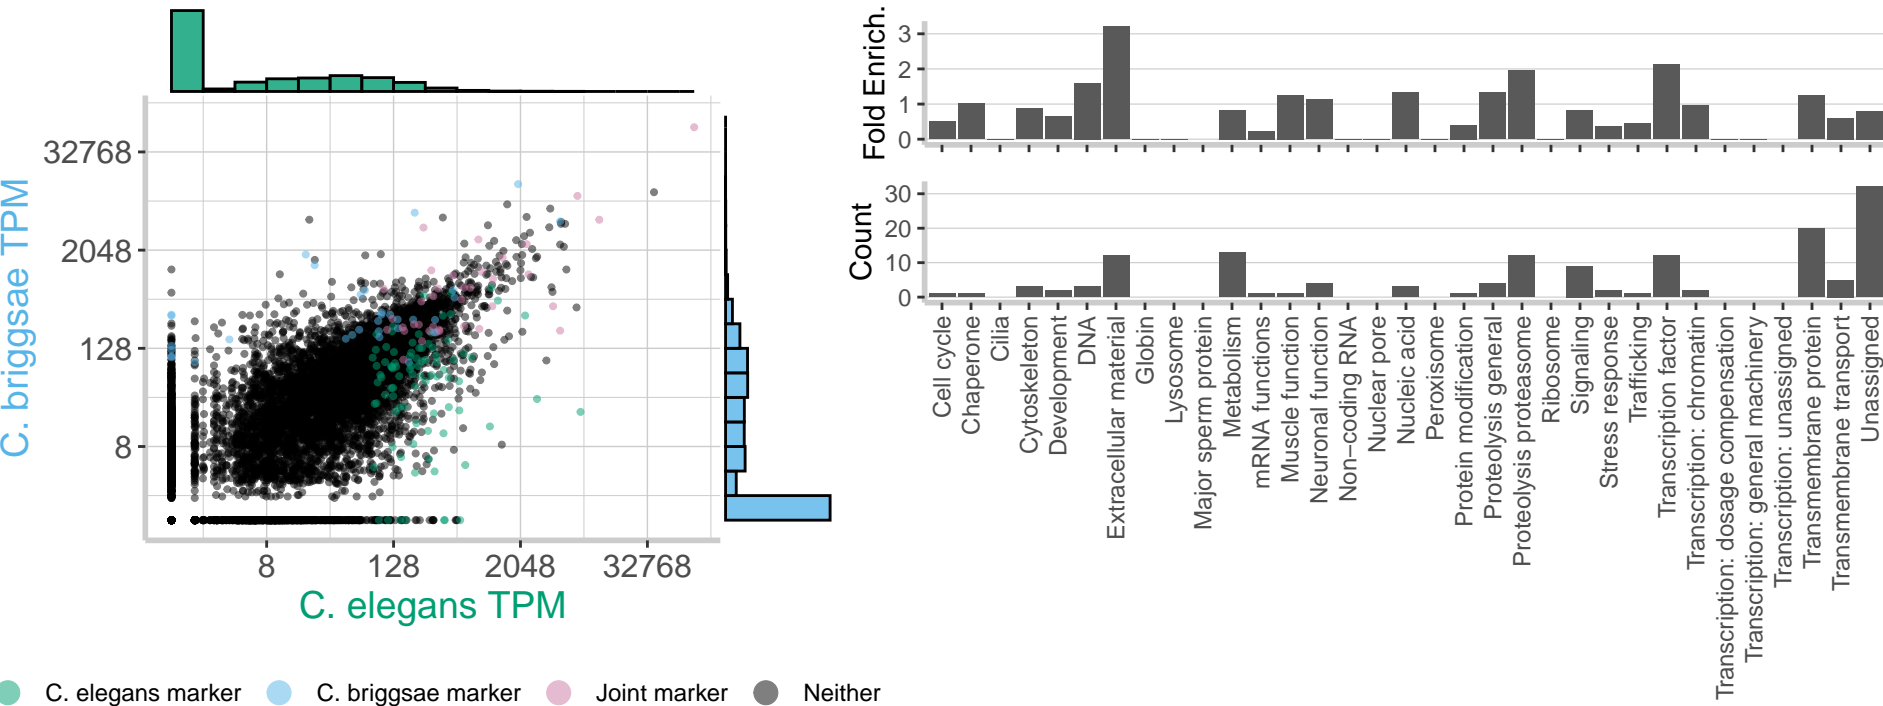 32768
2048
128
8
C. briggsae TPM
8
128
2048
32768
C. elegans TPM
C. elegans marker
C. briggsae marker
Joint marker
Neither
Fold Enrich.
3
2
1
0
Count
30
20
10
0
Cell cycle
Chaperone
Cilia
Cytoskeleton
Development
DNA
Extracellular material
Globin
Lysosome
Major sperm protein
Metabolism
mRNA functions
Muscle function
Neuronal function
Non−coding RNA
Nuclear pore
Nucleic acid
Peroxisome
Protein modification
Proteolysis general
Proteolysis proteasome
Ribosome
Signaling
Stress response
Trafficking
Transcription factor
Transcription: chromatin
Transcription: dosage compensation
Transcription: general machinery
Transcription: unassigned
Transmembrane protein
Transmembrane transport
Unassigned